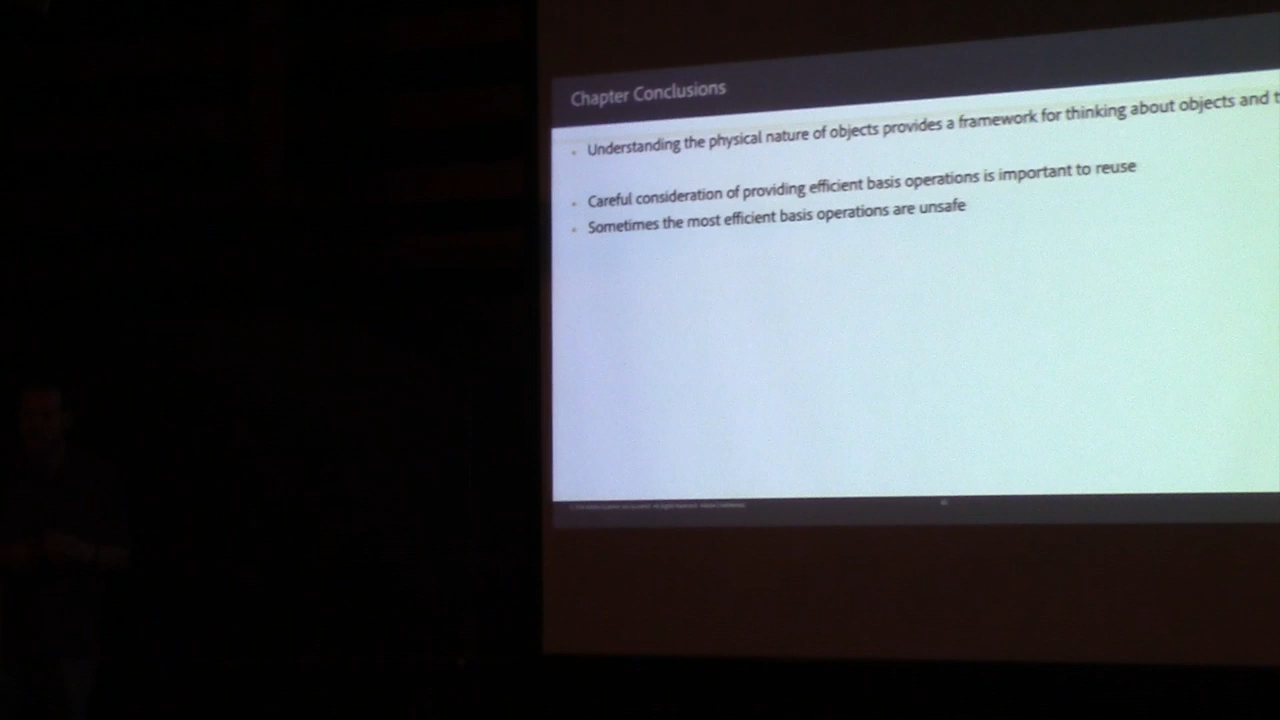 Chapter Conclusions
Understanding the physical nature of objects provides a framework for thinking about objects and t
Careful consideration of providing efficient basis operations is important to reuse
Sometimes the most efficient basis operations are unsafe